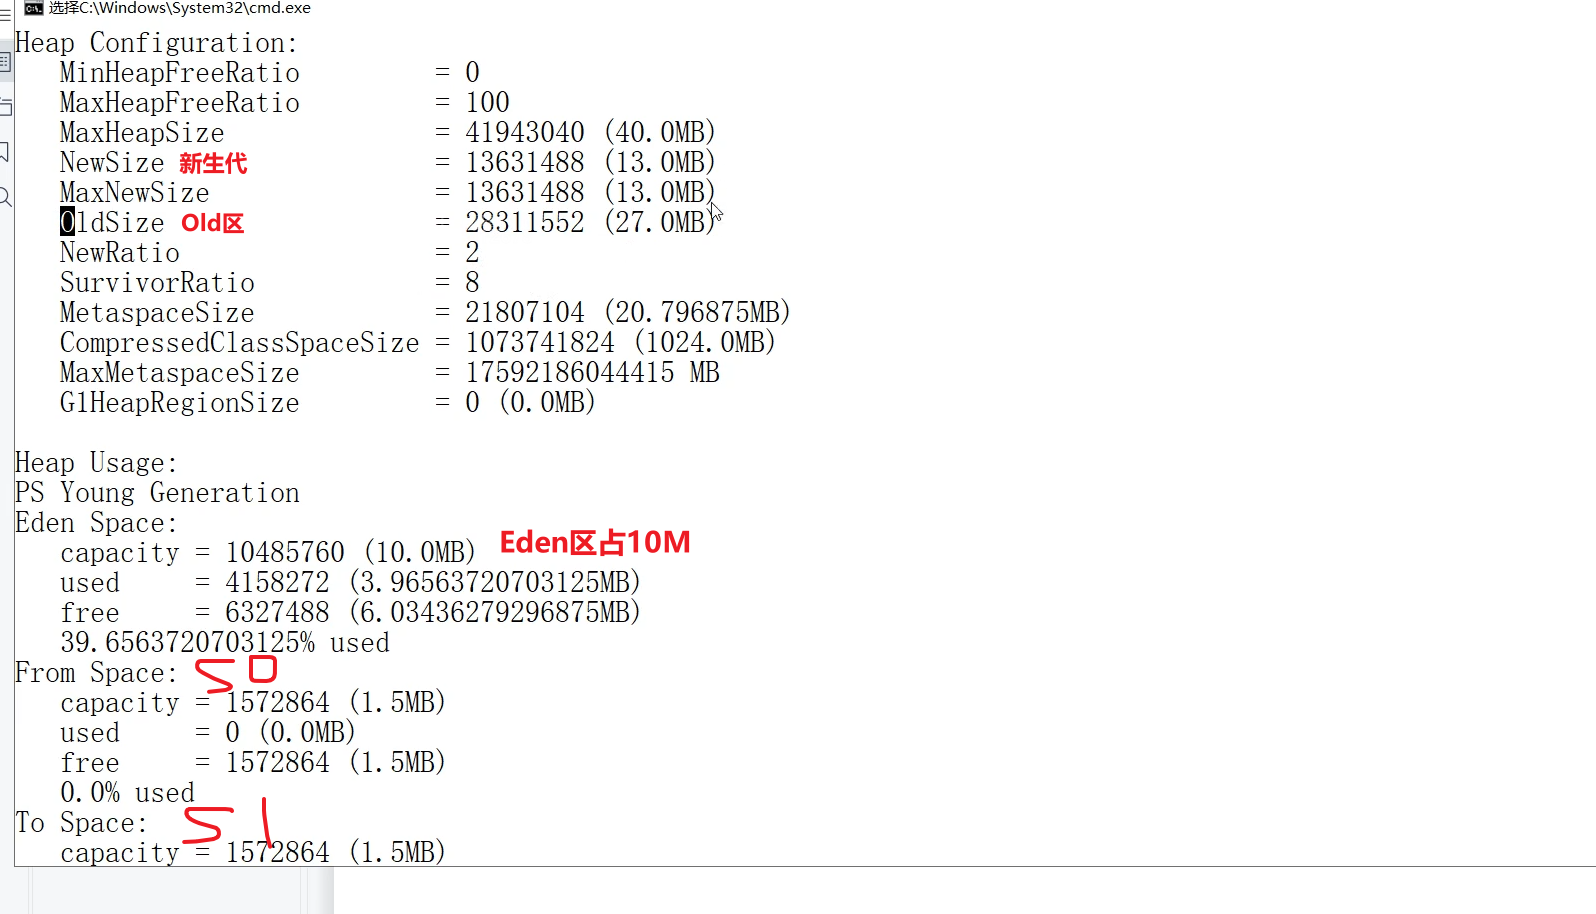 选择C:\Windows\System32\cmd.exe
Heap Configuration:
MinHeapFreeRatio = 0
MaxHeapFreeRatio = 100
MaxHeapSize = 41943040 (40.0MB)
NewSize 新生代 = 13631488 (13.0MB)
MaxNewSize = 13631488 (13.0MB)
OldSize Old区 = 28311552 (27.0MB)
NewRatio = 2
SurvivorRatio = 8
MetaspaceSize = 21807104 (20.796875MB)
CompressedClassSpaceSize = 1073741824 (1024.0MB)
MaxMetaspaceSize = 17592186044415 MB
G1HeapRegionSize = 0 (0.0MB)
Heap Usage:
PS Young Generation
Eden Space:
capacity = 10485760 (10.0MB) Eden区占10M
used = 4158272 (3.96563720703125MB)
free = 6327488 (6.03436279296875MB)
39.6563720703125% used
From Space: S0
capacity = 1572864 (1.5MB)
used = 0 (0.0MB)
free = 1572864 (1.5MB)
0.0% used
To Space: S1
capacity = 1572864 (1.5MB)